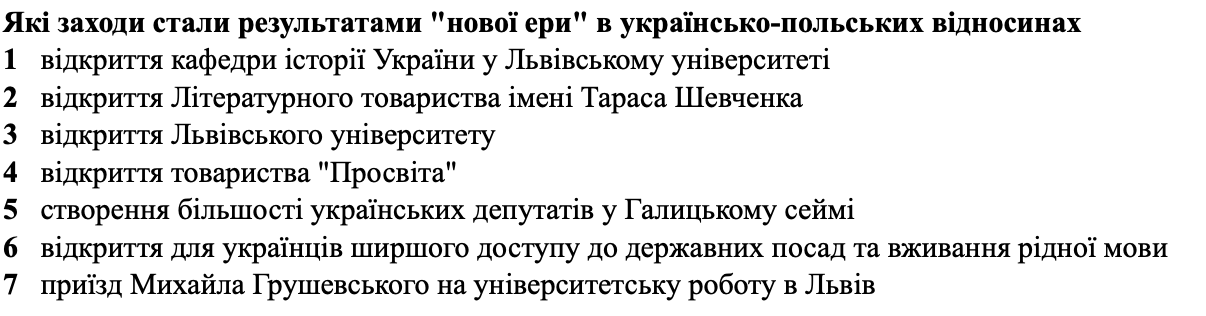 Які заходи стали результатами "нової ери" в українсько-польських відносинах
1 відкриття кафедри історії України у Львівському університеті
2 відкриття Літературного товариства імені Тараса Шевченка
3 відкриття Львівського університету
4 відкриття товариства "Просвіта"
5 створення більшості українських депутатів у Галицькому сеймі
6 відкриття для українців ширшого доступу до державних посад та вживання рідної мови
7 приїзд Михайла Грушевського на університетську роботу в Львів